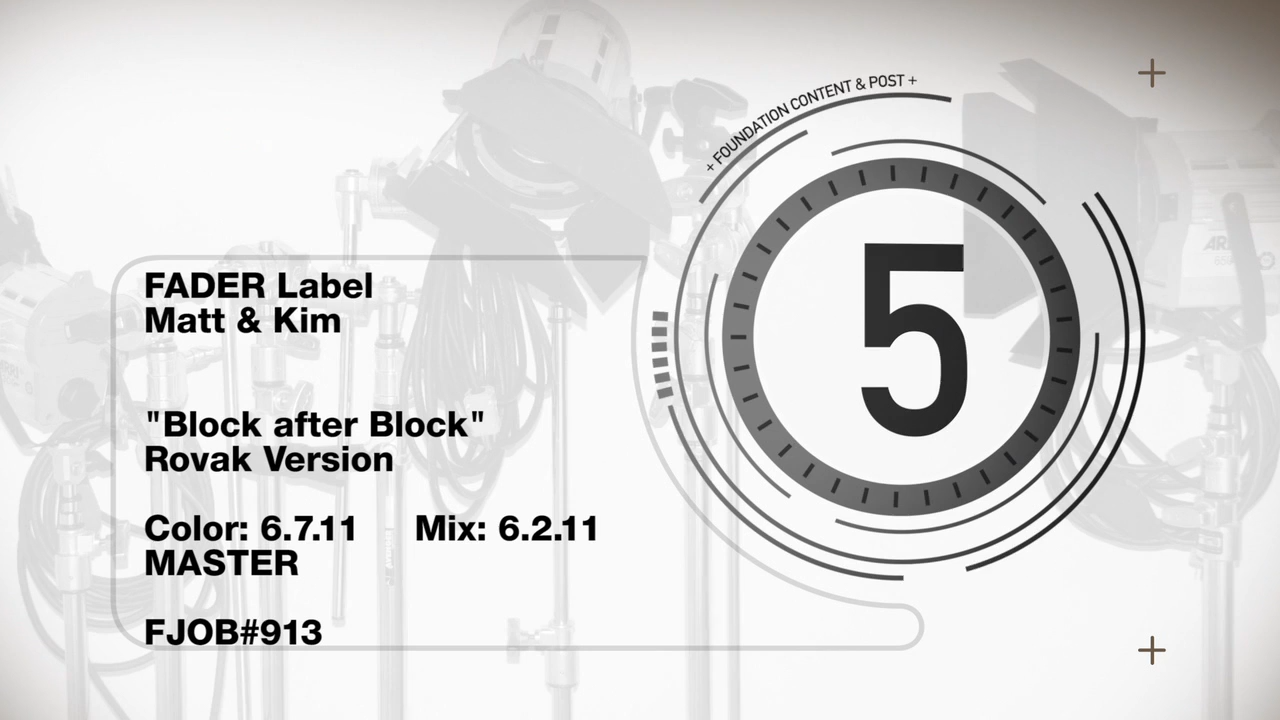 + FOUNDATION CONTENT & POST +
5
FADER Label
Matt & Kim
"Block after Block"
Rovak Version
Color: 6.7.11 Mix: 6.2.11
MASTER
FJOB#913